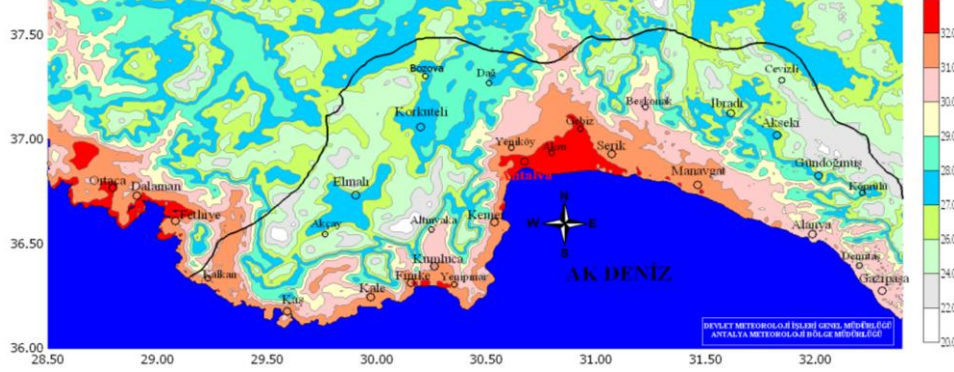 37.50
32.0
31.0
Bozova
Dağ
Cevizli
30.0
Beşkonak
İbradı
Korkuteli
37.00
Gebiz
Akseki
29.0
Yeniköy
Aksu
Serik
28.0
Antalya
Gündoğmuş
Ortaca
Dalaman
Elmalı
Manavgat
Köprülü
27.0
Fethiye
Kemer
N
Akçay
Altınyaka
W
E
Alanya
26.0
36.50
S
Demirtaş
Kalkan
Kumluca
24.0
Finike
Yenipınar
AK DENİZ
Gazipaşa
Kale
Kaş
22.0
DEVLET METEOROLOJİ İŞLERİ GENEL MÜDÜRLÜĞÜ
ANTALYA METEOROLOJİ BÖLGE MÜDÜRLÜĞÜ
36.00
20.0
28.50
29.00
29.50
30.00
30.50
31.00
31.50
32.00